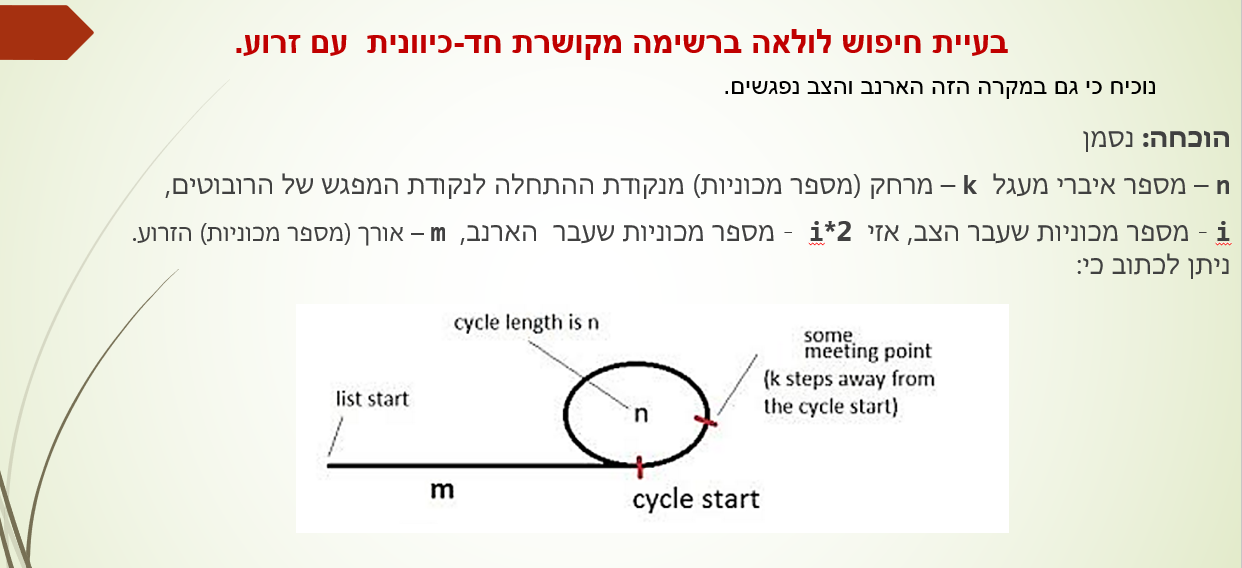 בעיית חיפוש לולאה ברשימה מקושרת חד-כיוונית עם זרוע.
נוכיח כי גם במקרה הזה הארנב והצב נפגשים.
הוכחה: נסמן
n – מספר איברי מעגל k – מרחק (מספר מכוניות) מנקודת ההתחלה לנקודת המפגש של הרובוטים,
i - מספר מכוניות שעבר הצב, אזי i*2 - מספר מכוניות שעבר הארנב, m – אורך (מספר מכוניות) הזרוע.
ניתן לכתוב כי:
cycle length is n
some
meeting point
(k steps away from
the cycle start)
list start
n
m
cycle start